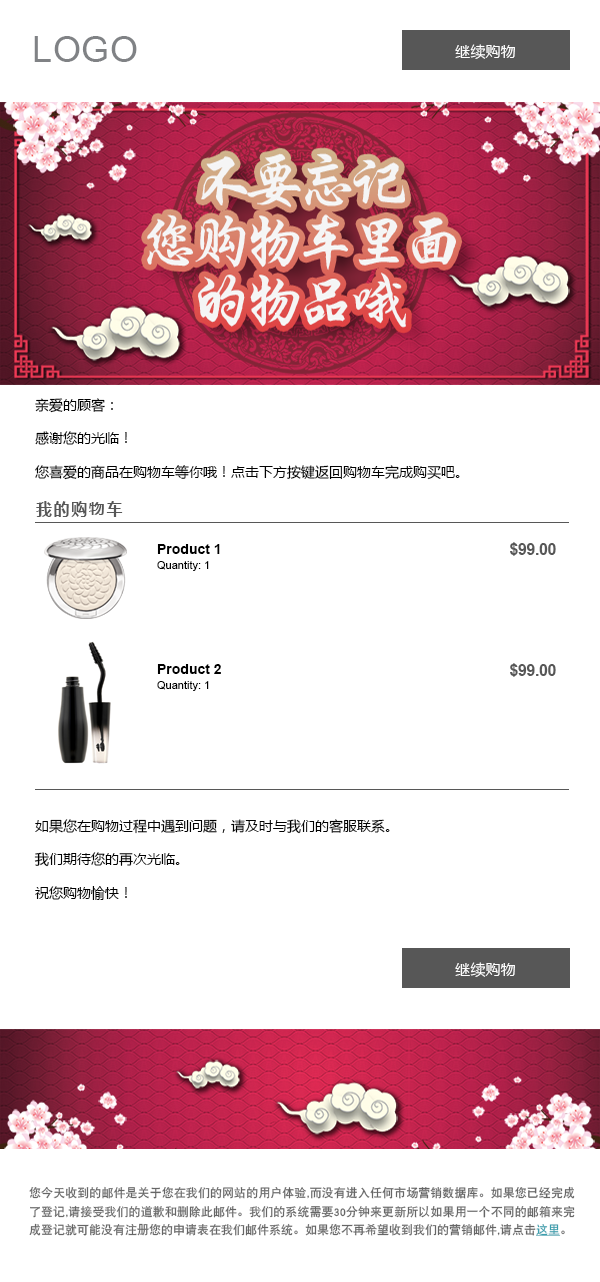 LOGO
继续购物
不要忘记
您购物车里面
的物品哦
亲爱的顾客：
感谢您的光临！
您喜爱的商品在购物车等你哦！点击下方按键返回购物车完成购买吧。
我的购物车
Product 1
$99.00
Quantity: 1
Product 2
$99.00
Quantity: 1
如果您在购物过程中遇到问题，请及时与我们的客服联系。
我们期待您的再次光临。
祝您购物愉快！
继续购物
您今天收到的邮件是关于您在我们的网站的用户体验,而没有进入任何市场营销数据库。如果您已经完成
了登记,请接受我们的道歉和删除此邮件。我们的系统需要30分钟来更新所以如果用一个不同的邮箱来完
成登记就可能没有注册您的申请表在我们邮件系统。如果您不再希望收到我们的营销邮件,请点击这里。